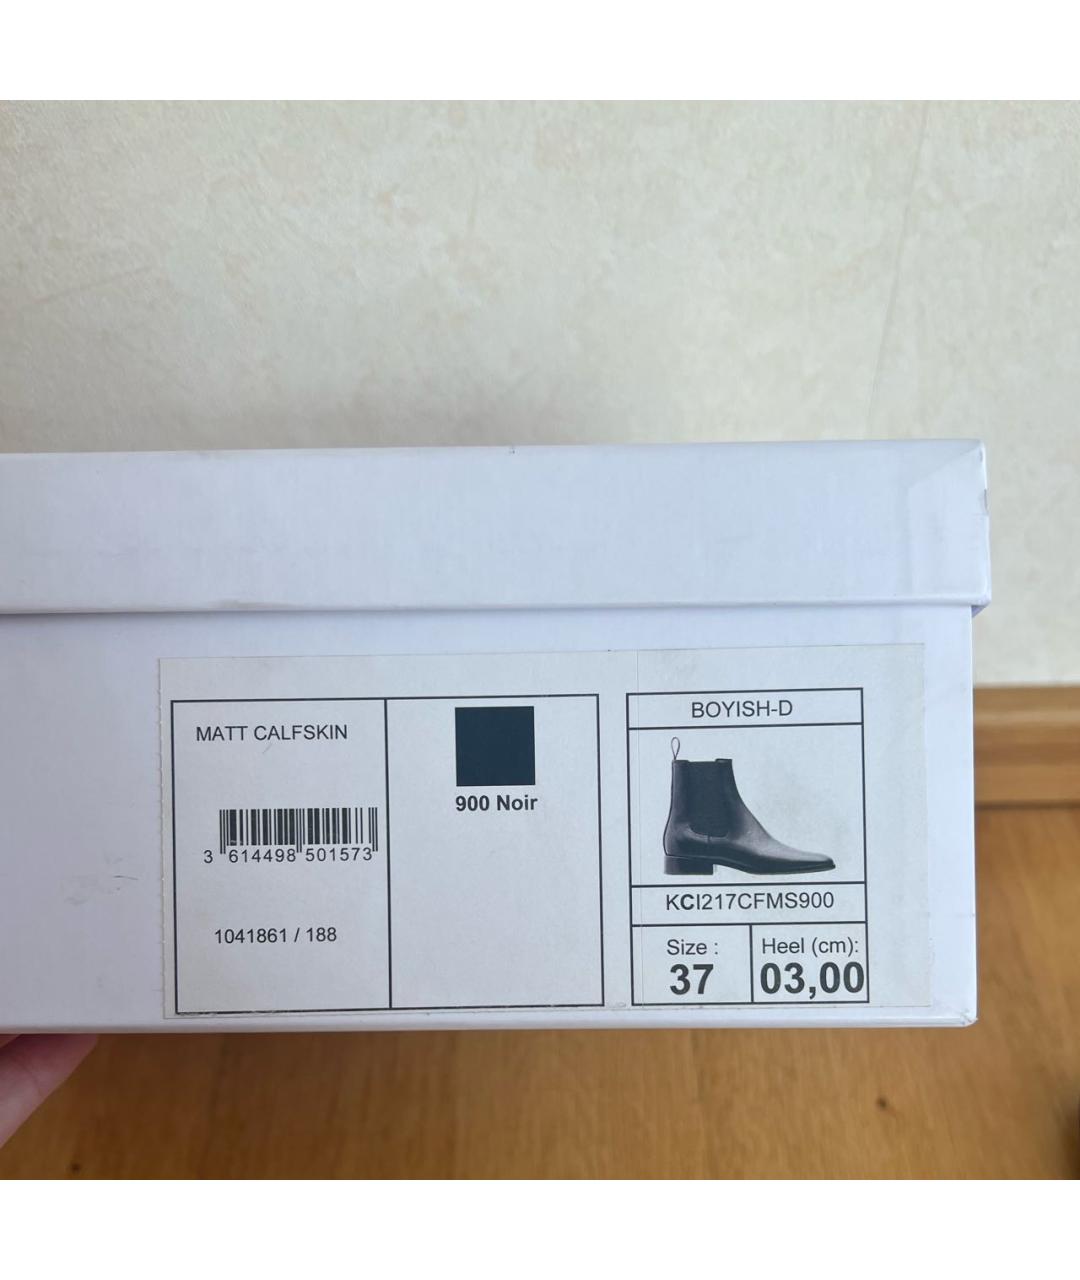 MATT CALFSKIN
3 614498 501573
1041861 / 188
900 Noir
BOYISH-D
KCI217CFMS900
Size :
37
Heel (cm):
03,00